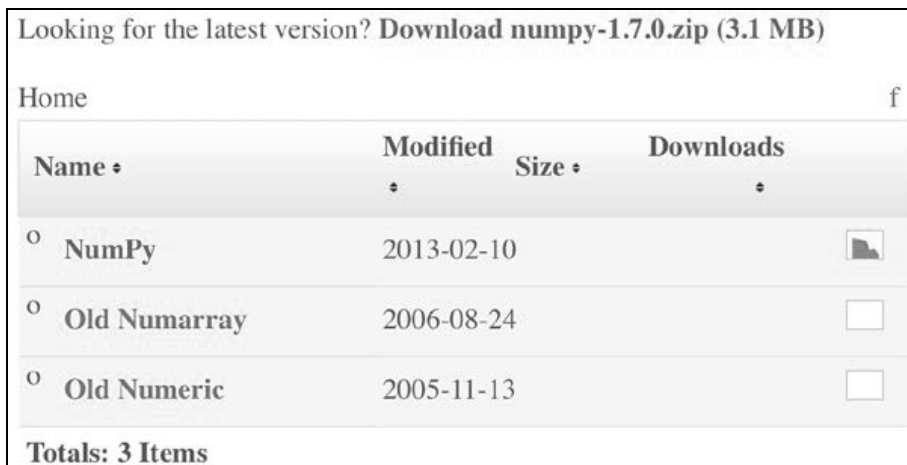 Looking for the latest version? Download numpy-1.7.0.zip (3.1 MB)
Home f
Name Modified Size Downloads
o NumPy 2013-02-10
o Old Numarray 2006-08-24
o Old Numeric 2005-11-13
Totals: 3 Items